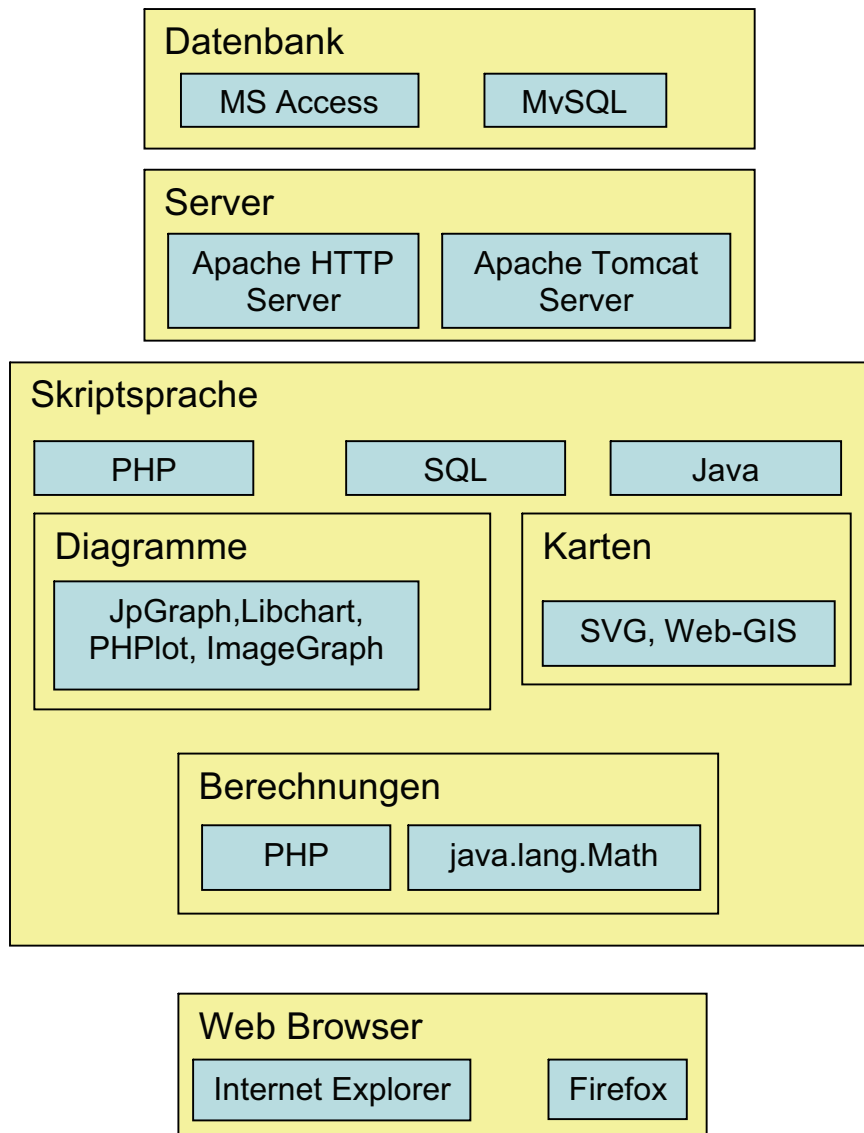 Datenbank
MS Access
MvSQL
Server
Apache HTTP
Server
Apache Tomcat
Server
Skriptsprache
PHP
SQL
Java
Diagramme
JpGraph,Libchart,
PHPlot, ImageGraph
Karten
SVG, Web-GIS
Berechnungen
PHP
java.lang.Math
Web Browser
Internet Explorer
Firefox